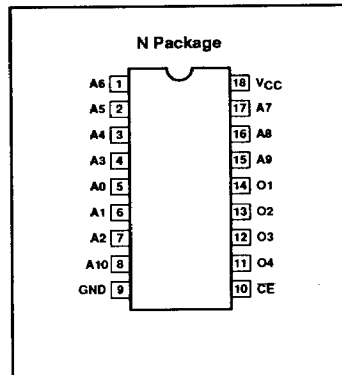 N Package
A6 1 18 VCC
A5 2 17 A7
A4 3 16 A8
A3 4 15 A9
A0 5 14 O1
A1 6 13 O2
A2 7 12 O3
A10 8 11 O4
GND 9 10 C̅E̅